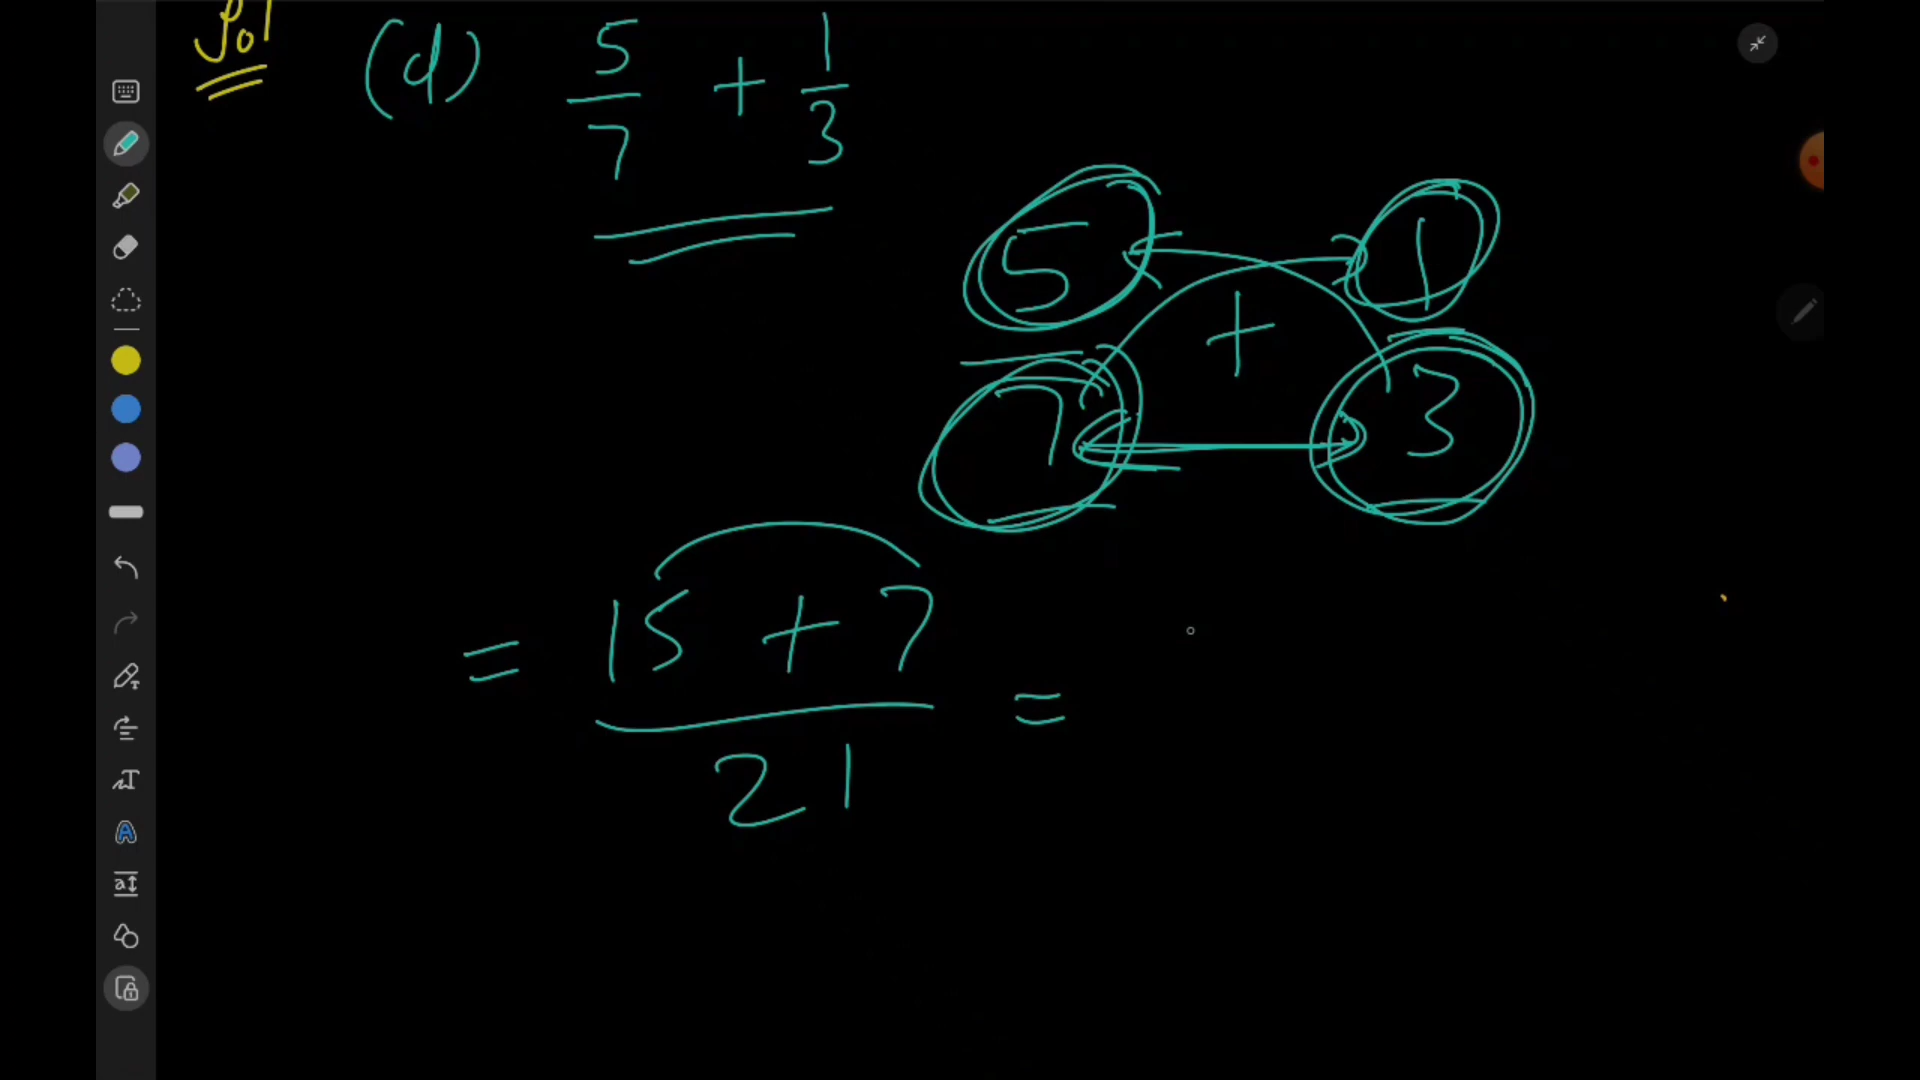 Sol (d) 5/7 + 1/3
5 + 1
7 3
= 15 + 7 / 21 =